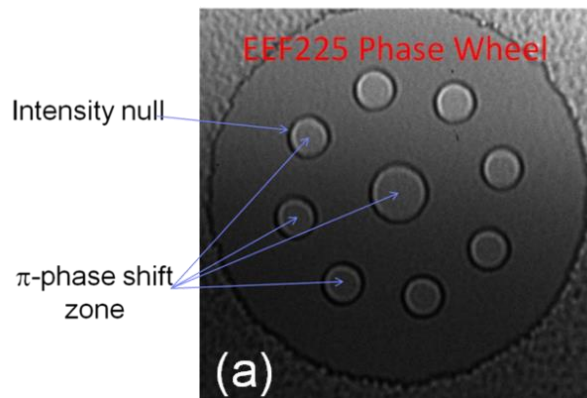 EEF225 Phase Wheel
Intensity null
π-phase shift
zone
(a)